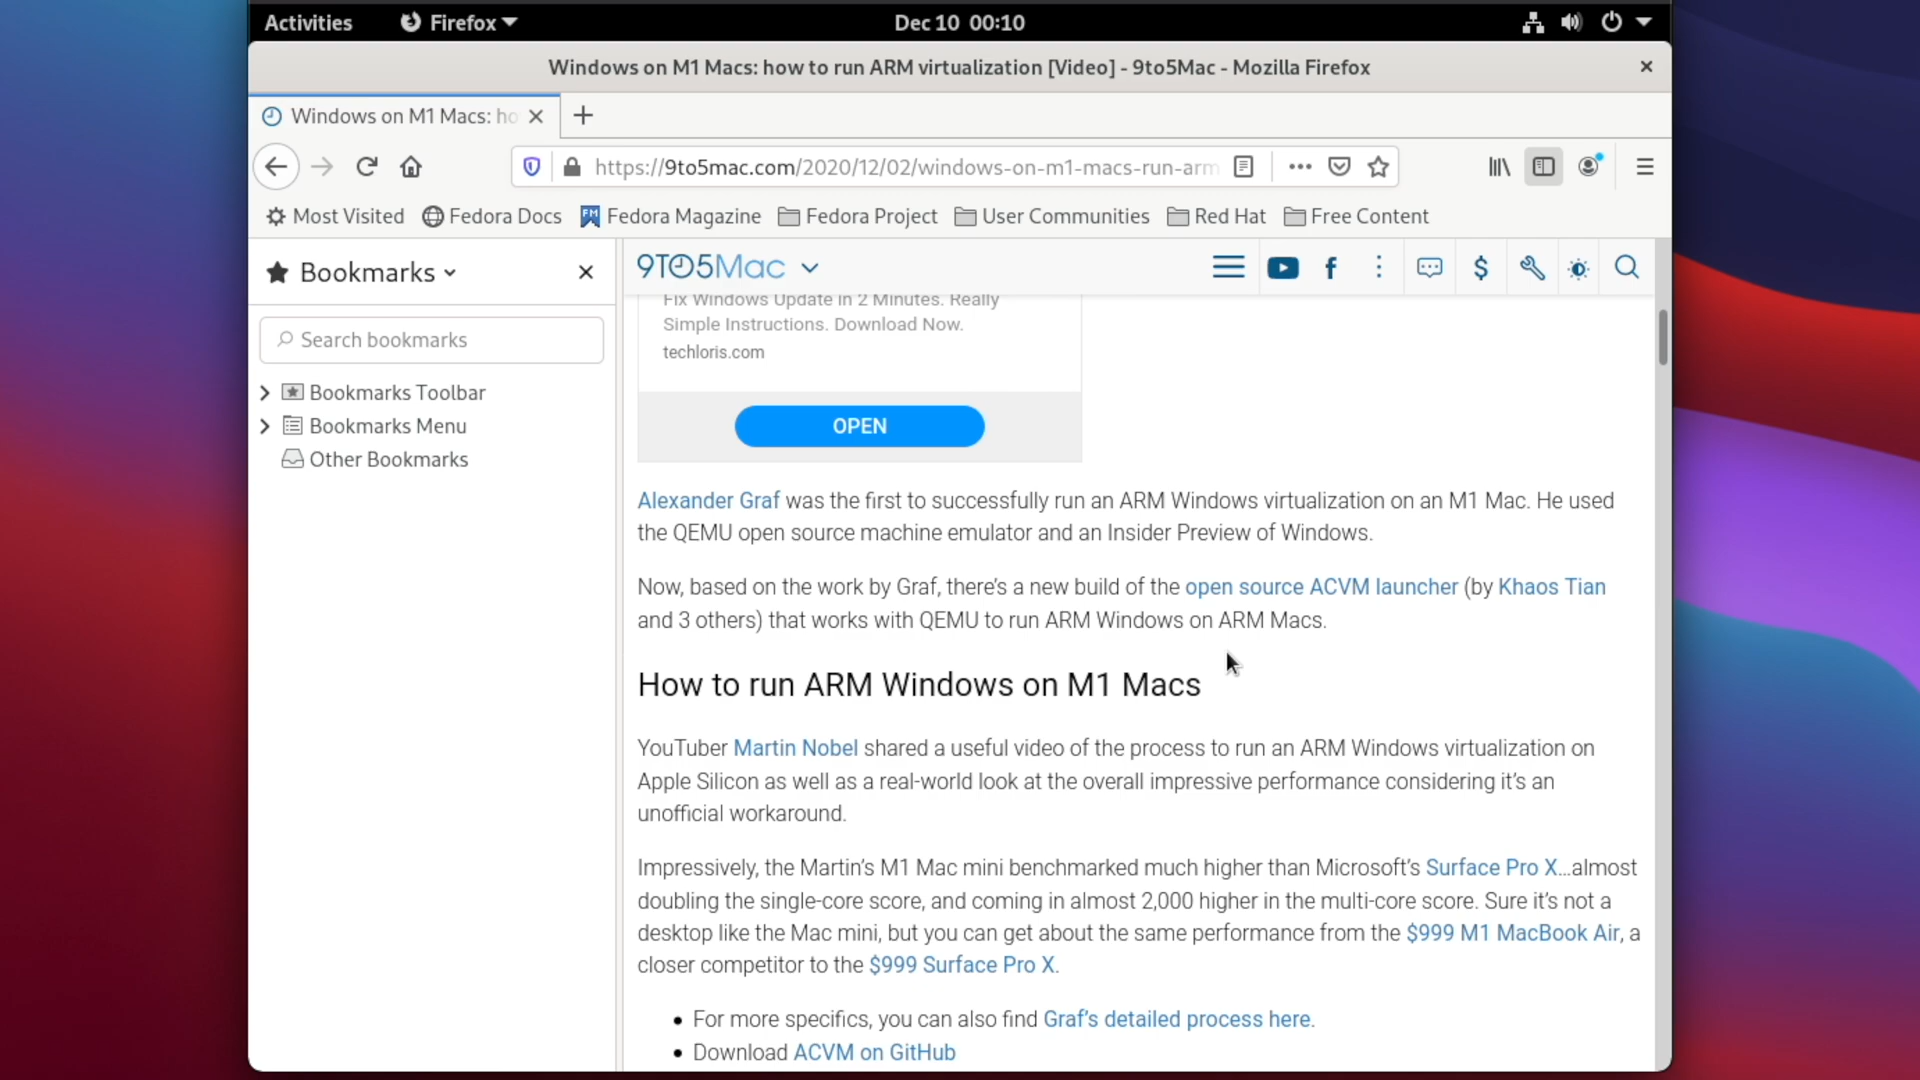 Activities Firefox Dec 10 00:10
Windows on M1 Macs: how to run ARM virtualization [Video] - 9to5Mac - Mozilla Firefox
Windows on M1 Macs: ho
https://9to5mac.com/2020/12/02/windows-on-m1-macs-run-arm
Most Visited Fedora Docs Fedora Magazine Fedora Project User Communities Red Hat Free Content
Bookmarks
Search bookmarks
Bookmarks Toolbar
Bookmarks Menu
Other Bookmarks
9TO5Mac
Fix Windows Update in 2 Minutes. Really
Simple Instructions. Download Now.
techloris.com
OPEN
Alexander Graf was the first to successfully run an ARM Windows virtualization on an M1 Mac. He used
the QEMU open source machine emulator and an Insider Preview of Windows.
Now, based on the work by Graf, there’s a new build of the open source ACVM launcher (by Khaos Tian
and 3 others) that works with QEMU to run ARM Windows on ARM Macs.
How to run ARM Windows on M1 Macs
YouTuber Martin Nobel shared a useful video of the process to run an ARM Windows virtualization on
Apple Silicon as well as a real-world look at the overall impressive performance considering it’s an
unofficial workaround.
Impressively, the Martin’s M1 Mac mini benchmarked much higher than Microsoft’s Surface Pro X…almost
doubling the single-core score, and coming in almost 2,000 higher in the multi-core score. Sure it’s not a
desktop like the Mac mini, but you can get about the same performance from the $999 M1 MacBook Air, a
closer competitor to the $999 Surface Pro X.
• For more specifics, you can also find Graf’s detailed process here.
• Download ACVM on GitHub